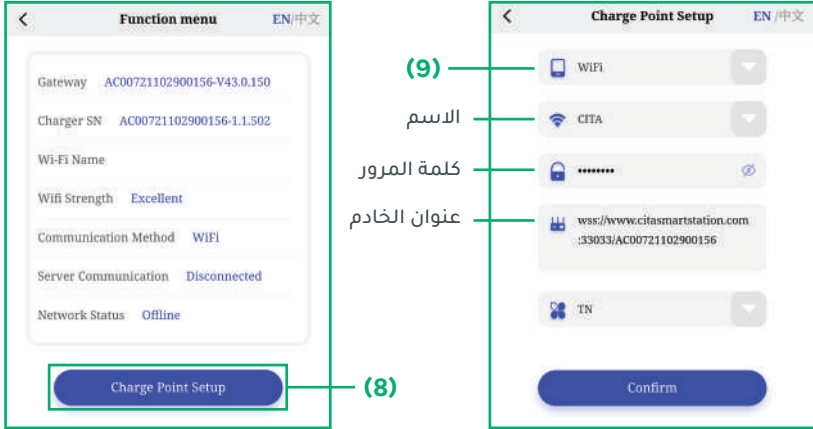 Function menu EN/中文
Gateway AC00721102900156-V43.0.150
Charger SN AC00721102900156-1.1.502
Wi-Fi Name
Wifi Strength Excellent
Communication Method WiFi
Server Communication Disconnected
Network Status Offline
Charge Point Setup
(8)
Charge Point Setup EN /中文
(9)
WiFi
الاسم
CITA
كلمة المرور
••••••••
عنوان الخادم
wss://www.citasmartstation.com
:33033/AC00721102900156
TN
Confirm